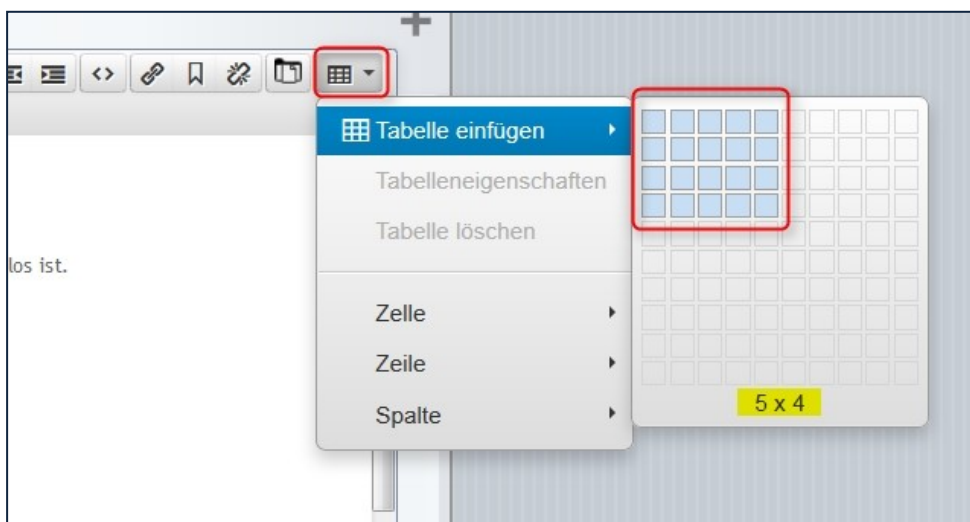 Tabelle einfügen
Tabelleneigenschaften
Tabelle löschen
los ist.
Zelle
Zeile
Spalte
5 x 4